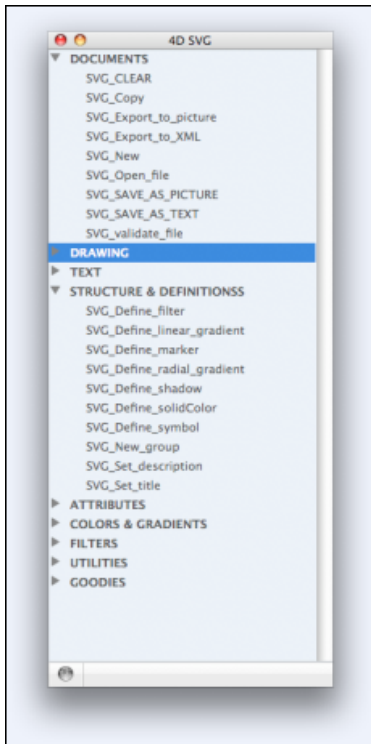 4D SVG
DOCUMENTS
SVG_CLEAR
SVG_Copy
SVG_Export_to_picture
SVG_Export_to_XML
SVG_New
SVG_Open_file
SVG_SAVE_AS_PICTURE
SVG_SAVE_AS_TEXT
SVG_validate_file
DRAWING
TEXT
STRUCTURE & DEFINITIONSS
SVG_Define_filter
SVG_Define_linear_gradient
SVG_Define_marker
SVG_Define_radial_gradient
SVG_Define_shadow
SVG_Define_solidColor
SVG_Define_symbol
SVG_New_group
SVG_Set_description
SVG_Set_title
ATTRIBUTES
COLORS & GRADIENTS
FILTERS
UTILITIES
GOODIES